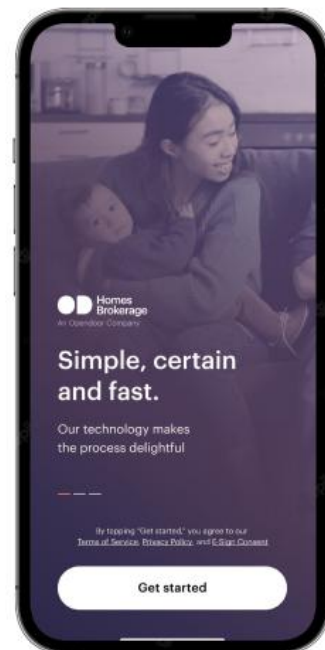 Homes
Brokerage
An Opendoor Company
Simple, certain
and fast.
Our technology makes
the process delightful
By tapping "Get started," you agree to our
Terms of Service, Privacy Policy, and E-Sign Consent
Get started